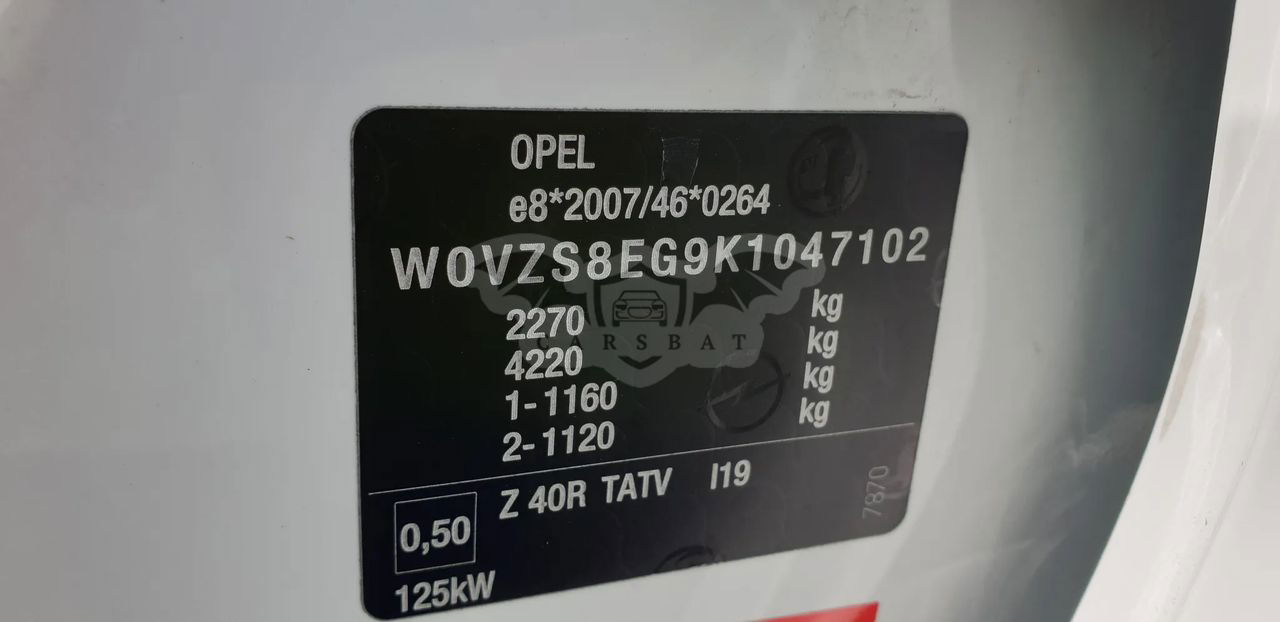 OPEL
e8*2007/46*0264
W0VZS8EG9K1047102
2270 kg
4220 kg
1-1160 kg
2-1120 kg
CARSBAT
Z 40R TATV I19
7870
0,50
125kW